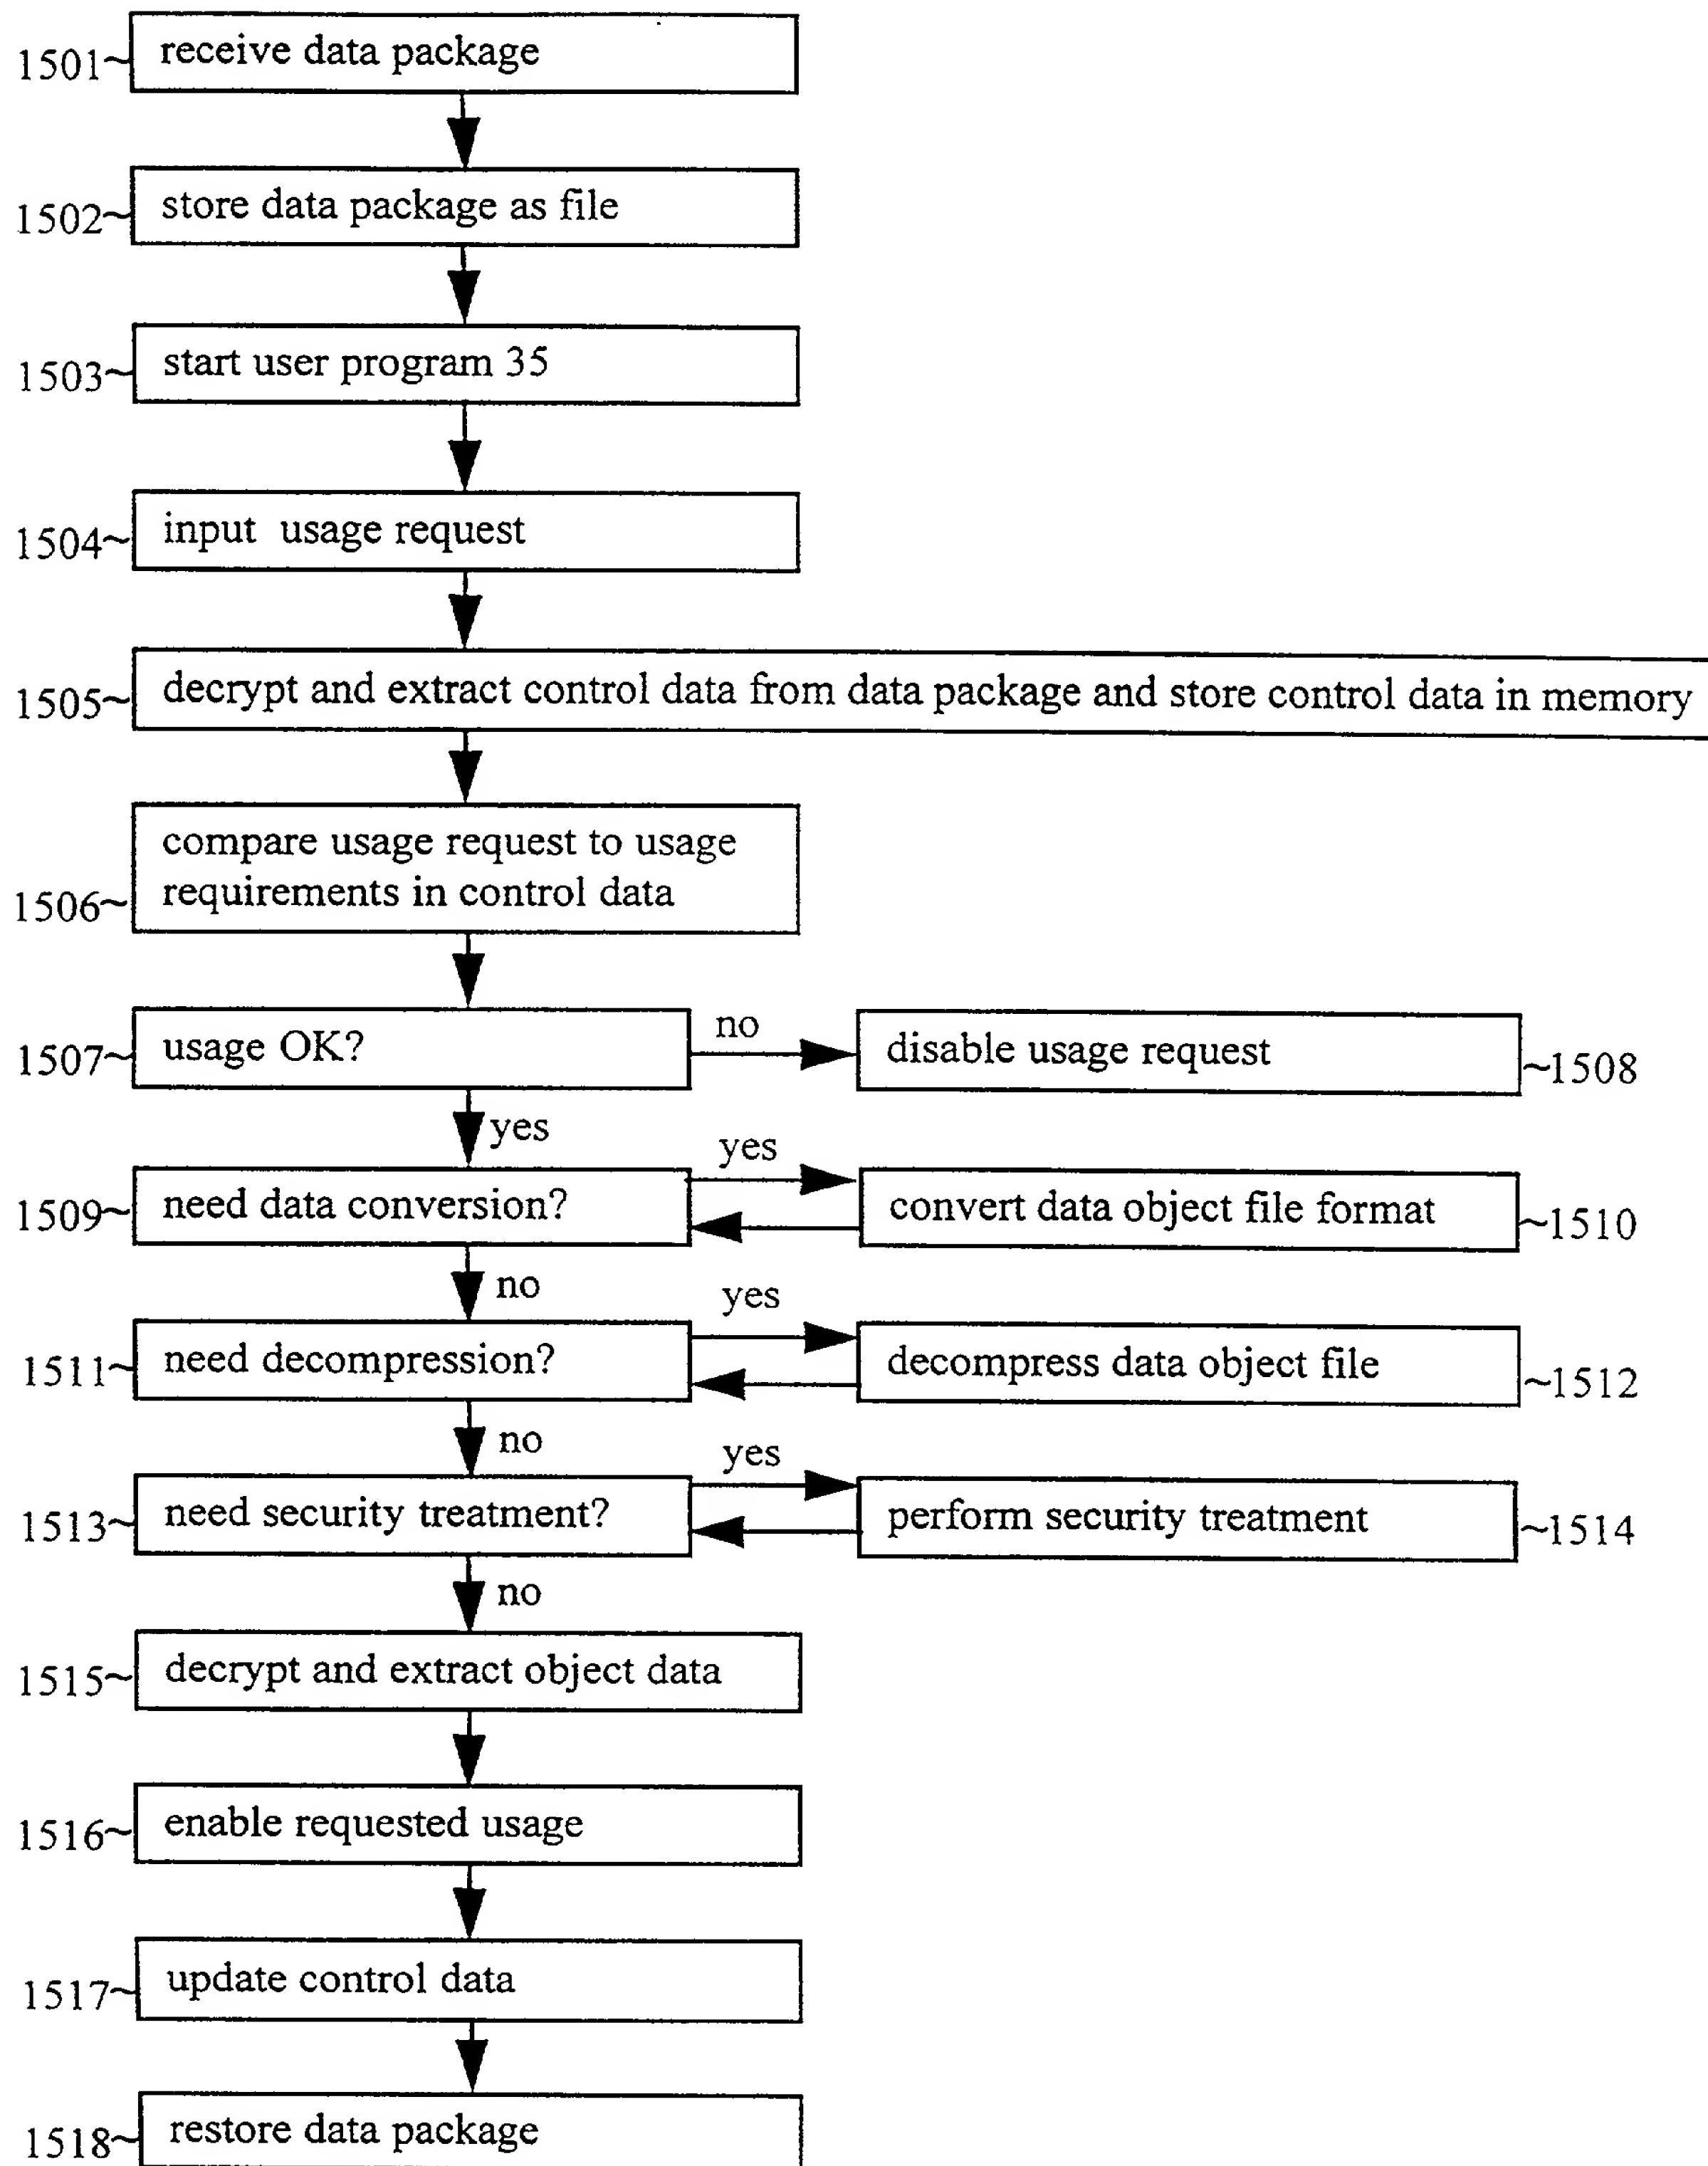 1501~ receive data package
1502~ store data package as file
1503~ start user program 35
1504~ input usage request
1505~ decrypt and extract control data from data package and store control data in memory
compare usage request to usage
1506~ requirements in control data
1507~ usage OK? no disable usage request ~1508
yes
yes
1509~ need data conversion? convert data object file format ~1510
no
yes
1511~ need decompression? decompress data object file ~1512
no
yes
1513~ need security treatment? perform security treatment ~1514
no
1515~ decrypt and extract object data
1516~ enable requested usage
1517~ update control data
1518~ restore data package